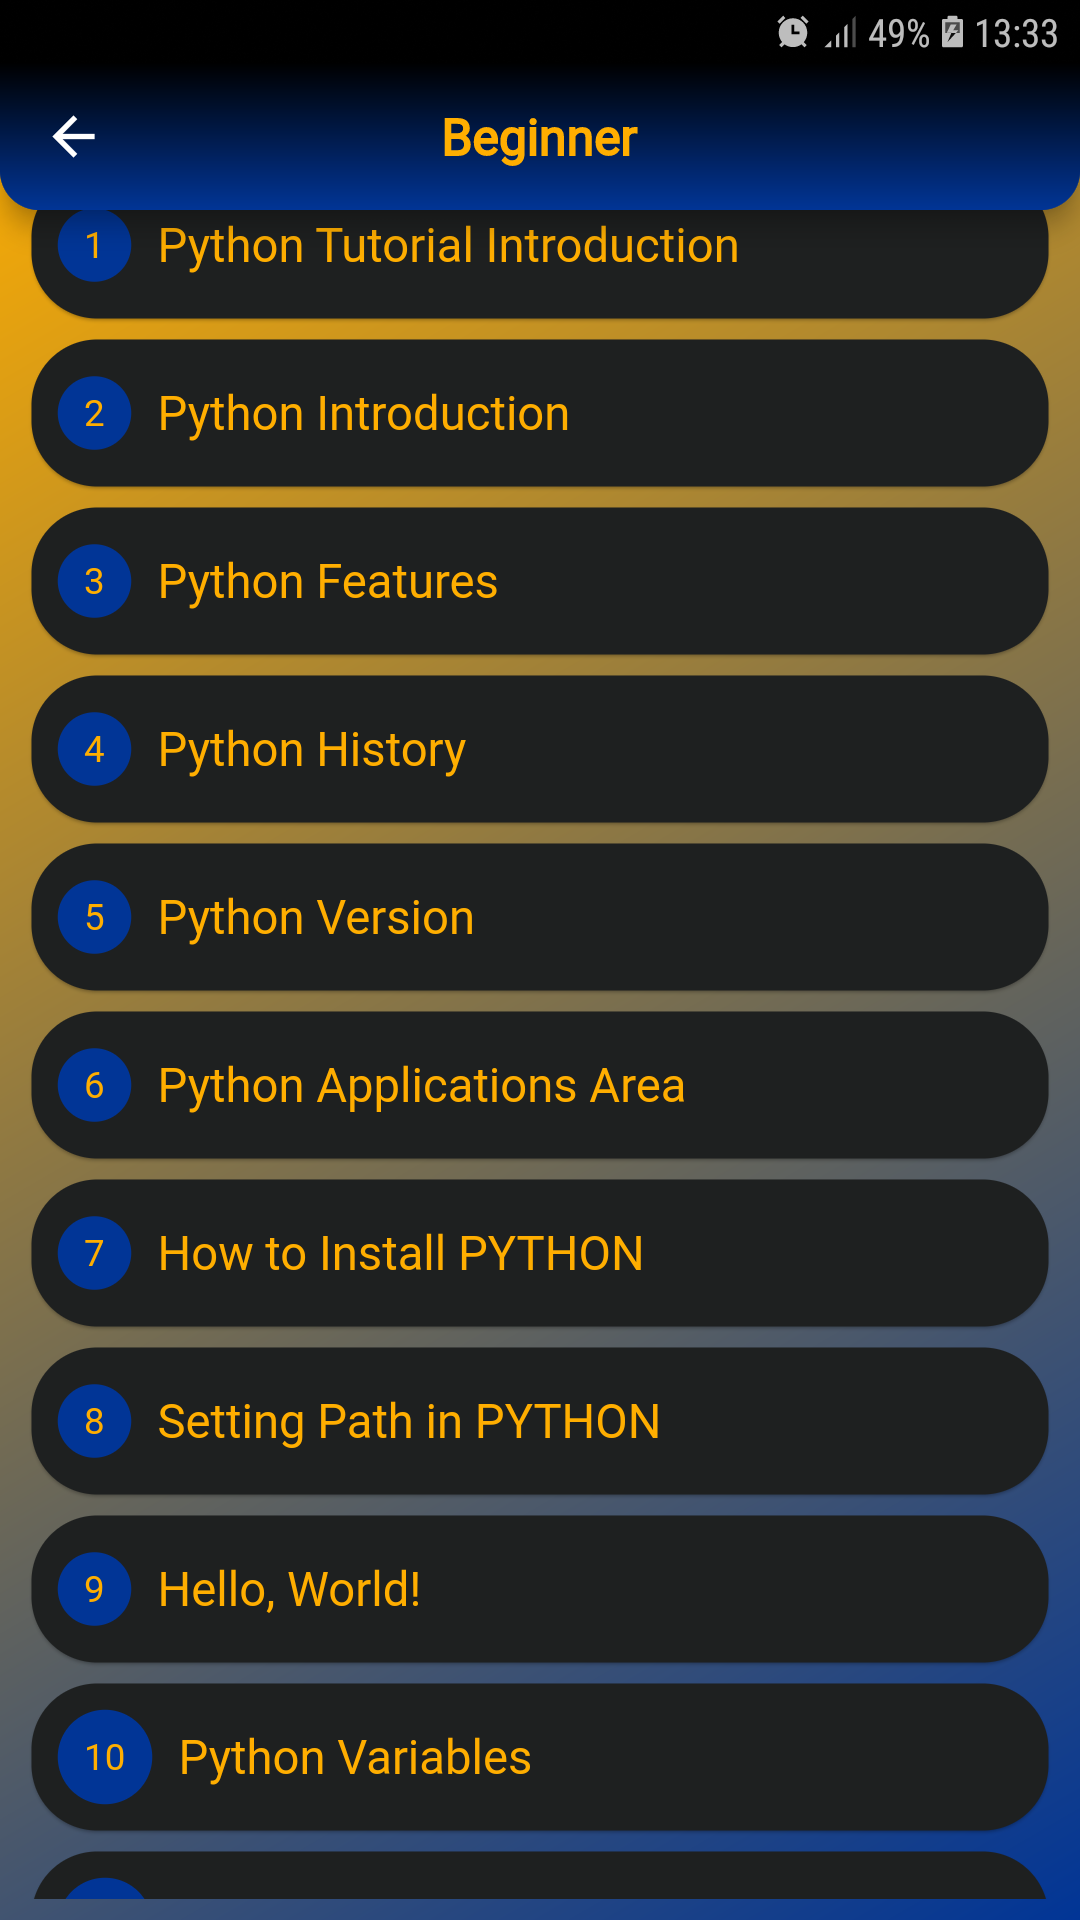 49% 13:33
Beginner
1 Python Tutorial Introduction
2 Python Introduction
3 Python Features
4 Python History
5 Python Version
6 Python Applications Area
7 How to Install PYTHON
8 Setting Path in PYTHON
9 Hello, World!
10 Python Variables